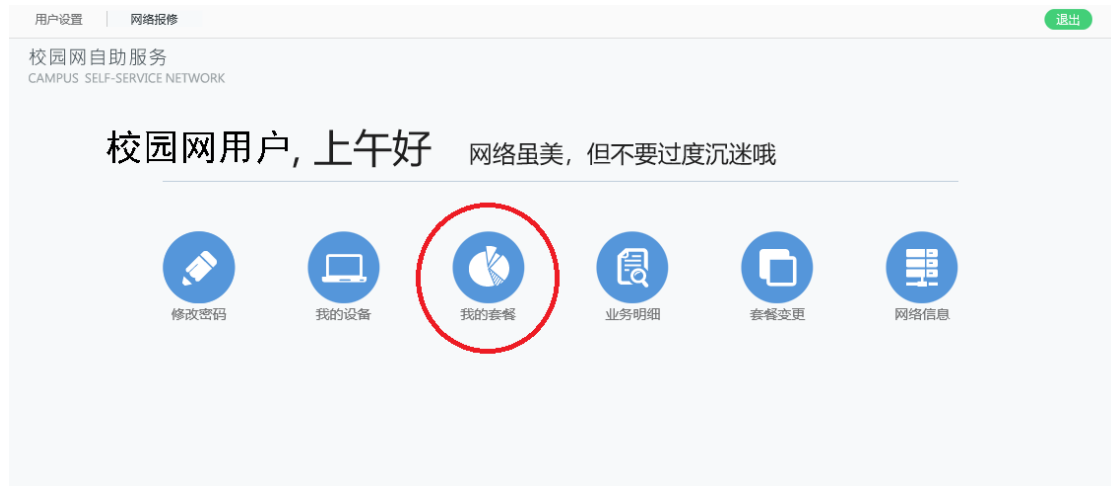 用户设置 网络报修 退出
校园网自助服务
CAMPUS SELF-SERVICE NETWORK
校园网用户, 上午好 网络虽美，但不要过度沉迷哦
修改密码 我的设备 我的套餐 业务明细 套餐变更 网络信息